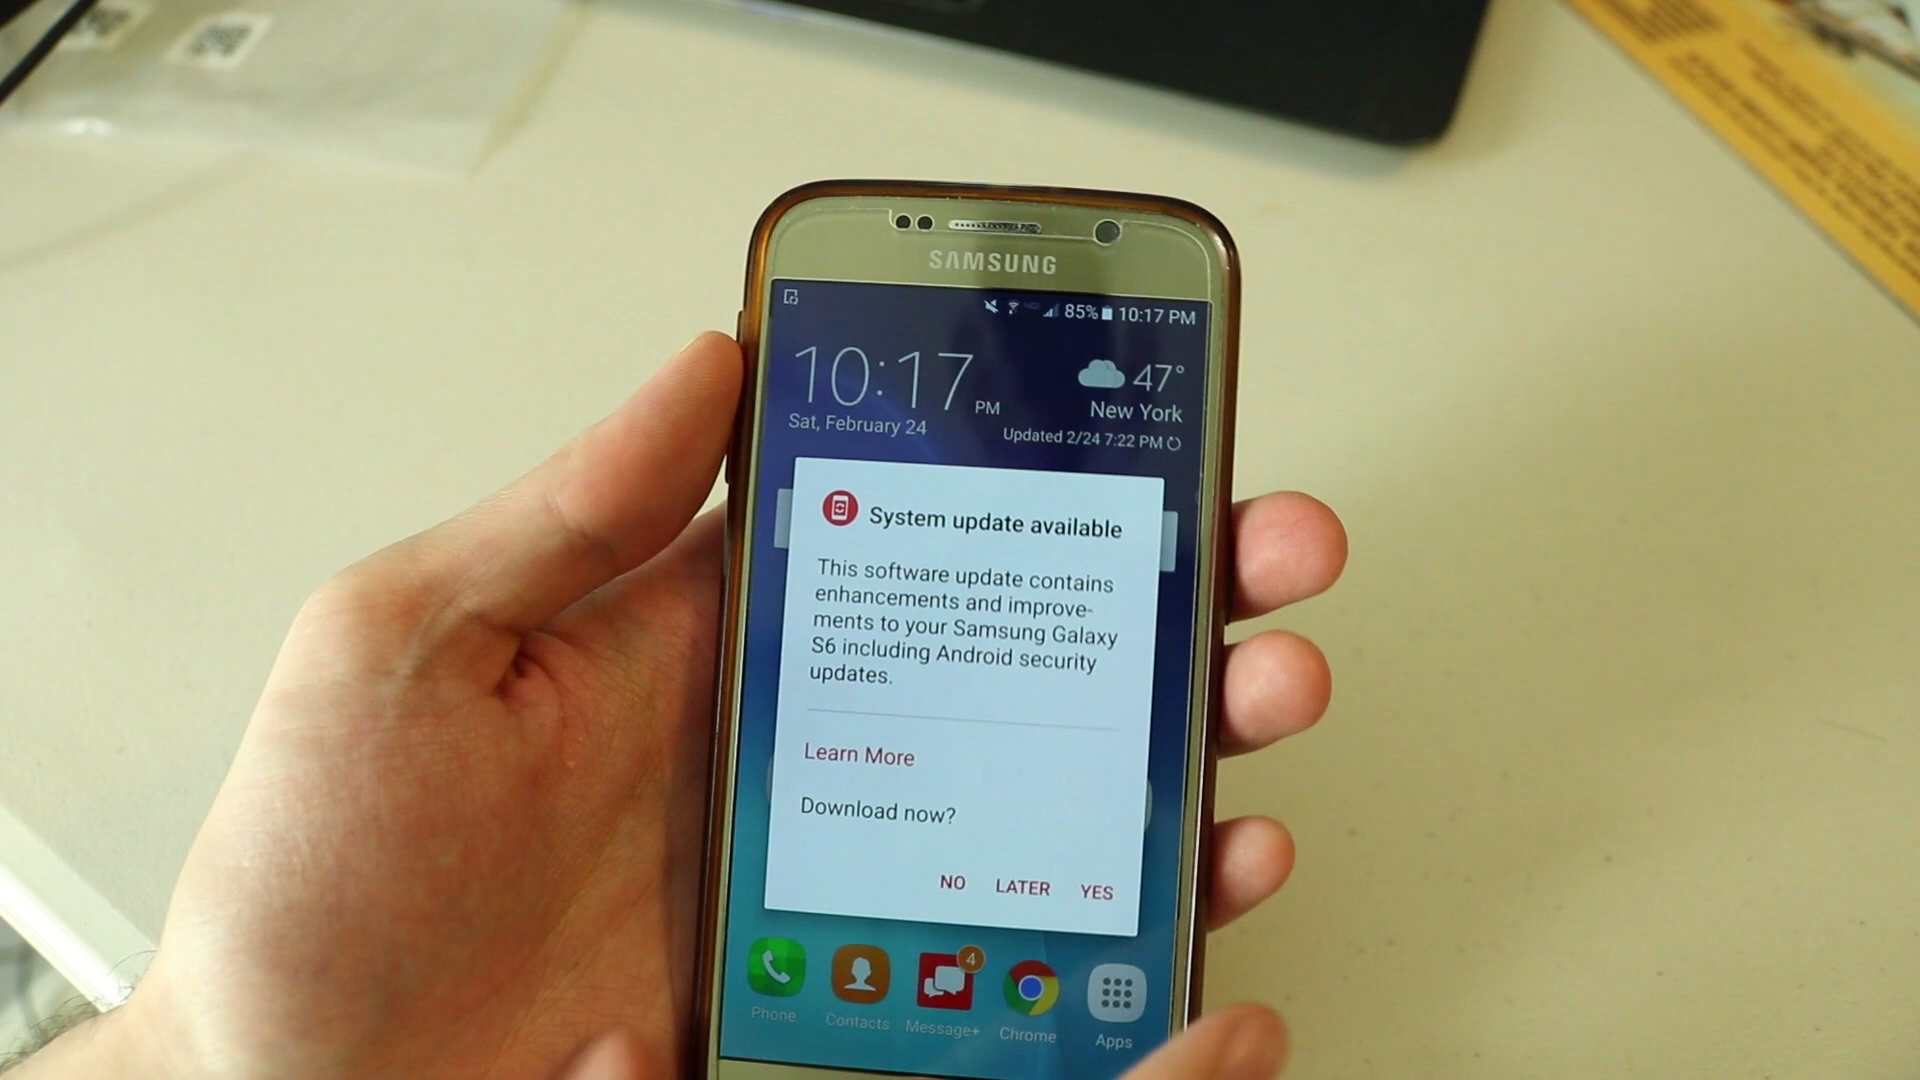 SAMSUNG
85% 10:17 PM
10:17 PM
Sat, February 24
47°
New York
Updated 2/24 7:22 PM
System update available
This software update contains
enhancements and improve-
ments to your Samsung Galaxy
S6 including Android security
updates.
Learn More
Download now?
NO LATER YES
4
Phone Contacts Message+ Chrome Apps